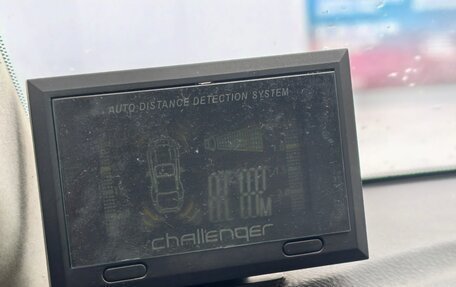 AUTO DISTANCE DETECTION SYSTEM
challenger